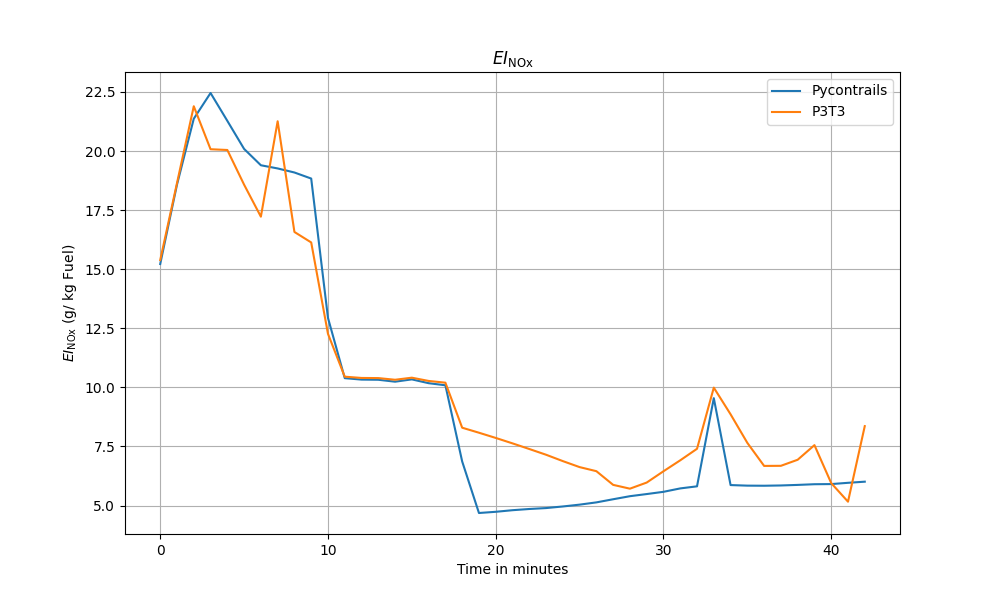 EI_NOx
Pycontrails
P3T3
EI_NOx (g/ kg Fuel)
22.5
20.0
17.5
15.0
12.5
10.0
7.5
5.0
0 10 20 30 40
Time in minutes